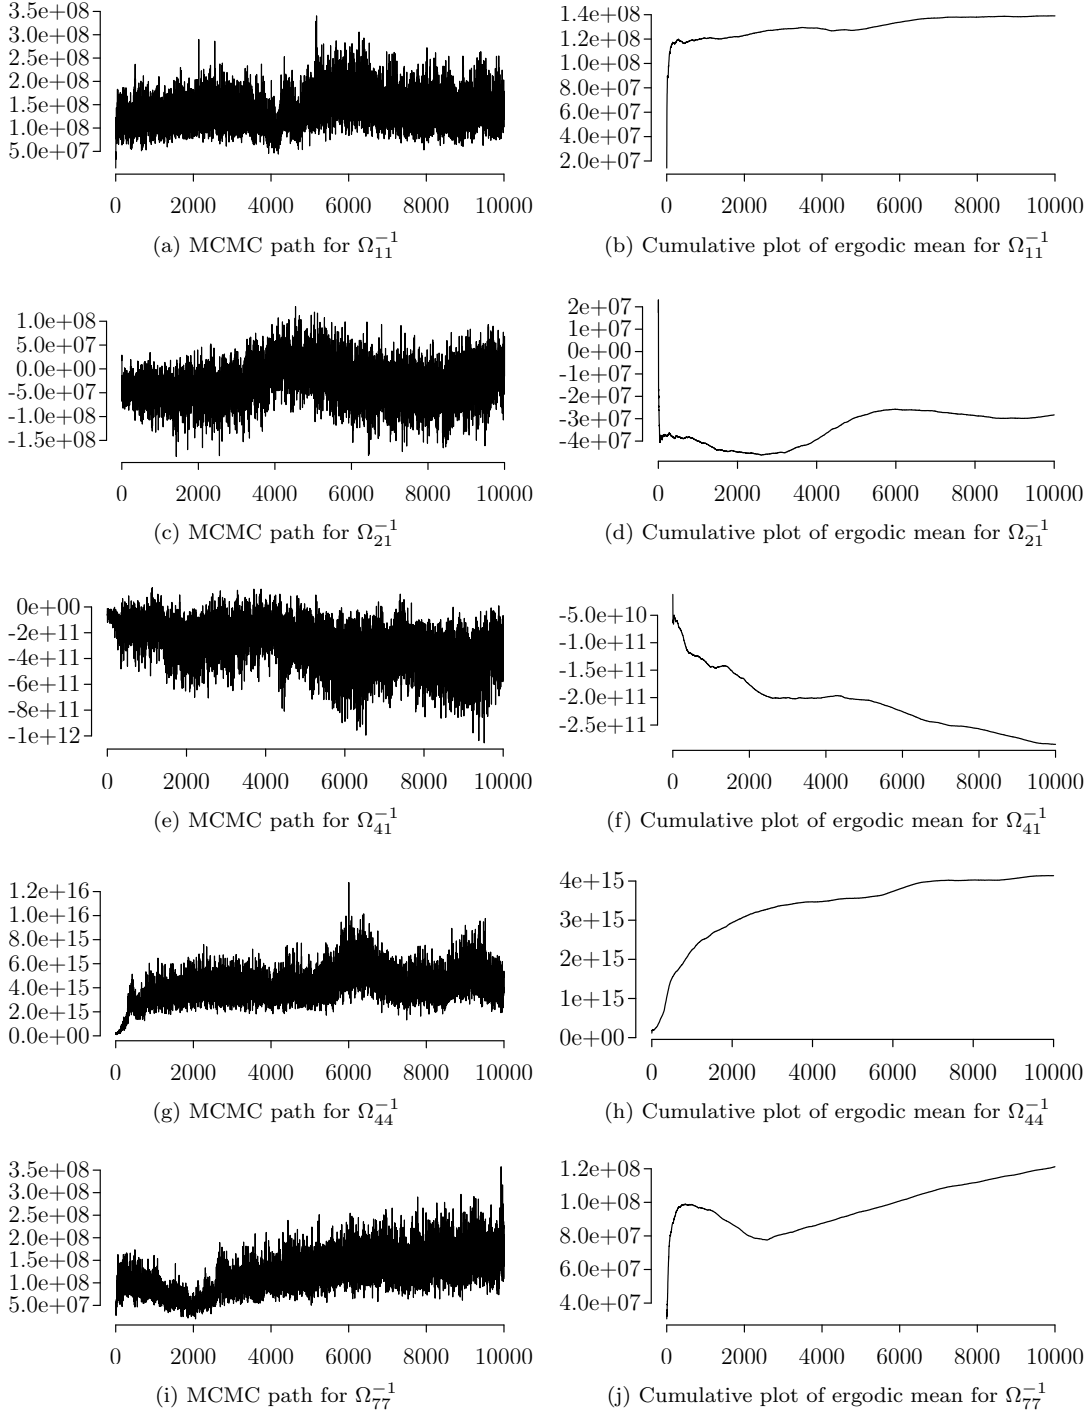 3.5e+08
3.0e+08
2.5e+08
2.0e+08
1.5e+08
1.0e+08
5.0e+07
0 2000 4000 6000 8000 10000
(a) MCMC path for Ω₁₁⁻¹
1.4e+08
1.2e+08
1.0e+08
8.0e+07
6.0e+07
4.0e+07
2.0e+07
0 2000 4000 6000 8000 10000
(b) Cumulative plot of ergodic mean for Ω₁₁⁻¹
1.0e+08
5.0e+07
0.0e+00
-5.0e+07
-1.0e+08
-1.5e+08
0 2000 4000 6000 8000 10000
(c) MCMC path for Ω₂₁⁻¹
2e+07
1e+07
0e+00
-1e+07
-2e+07
-3e+07
-4e+07
0 2000 4000 6000 8000 10000
(d) Cumulative plot of ergodic mean for Ω₂₁⁻¹
0e+00
-2e+11
-4e+11
-6e+11
-8e+11
-1e+12
0 2000 4000 6000 8000 10000
(e) MCMC path for Ω₄₁⁻¹
-5.0e+10
-1.0e+11
-1.5e+11
-2.0e+11
-2.5e+11
0 2000 4000 6000 8000 10000
(f) Cumulative plot of ergodic mean for Ω₄₁⁻¹
1.2e+16
1.0e+16
8.0e+15
6.0e+15
4.0e+15
2.0e+15
0.0e+00
0 2000 4000 6000 8000 10000
(g) MCMC path for Ω₄₄⁻¹
4e+15
3e+15
2e+15
1e+15
0e+00
0 2000 4000 6000 8000 10000
(h) Cumulative plot of ergodic mean for Ω₄₄⁻¹
3.5e+08
3.0e+08
2.5e+08
2.0e+08
1.5e+08
1.0e+08
5.0e+07
0 2000 4000 6000 8000 10000
(i) MCMC path for Ω₇₇⁻¹
1.2e+08
1.0e+08
8.0e+07
6.0e+07
4.0e+07
0 2000 4000 6000 8000 10000
(j) Cumulative plot of ergodic mean for Ω₇₇⁻¹